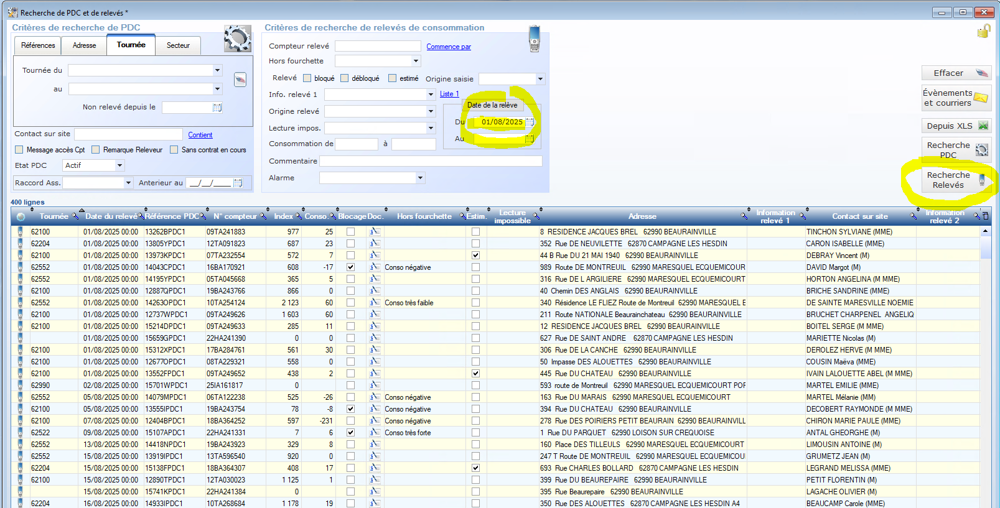 Recherche de PDC et de relevés *
Critères de recherche de PDC
Références Adresse Tournée Secteur
Tournée du
au
Non relevé depuis le
Contact sur site Contient
Message accès Cpt Remarque Releveur Sans contrat en cours
Etat PDC Actif
Raccord Ass. Anterieur au __/__/____
Critères de recherche de relevés de consommation
Compteur relevé Commence par
Hors fourchette
Relevé bloqué débloqué estimé Origine saisie
Info. relevé 1 Liste 1
Origine relevé
Lecture impos.
Consommation de à
Commentaire
Alarme
Date de la relève
Du 01/08/2025
Au
Effacer
Évènements
et courriers
Depuis XLS
Recherche
PDC
Recherche
Relevés
400 lignes
Tournée Date du relevé Référence PDC N° compteur Index Conso. Blocage Doc. Hors fourchette Estim. Lecture impossible Adresse Information relevé 1 Contact sur site Information relevé 2
62100 01/08/2025 00:00 13262BPDC1 09TA241883 977 25 8 RESIDENCE JACQUES BREL 62990 BEAURAINVILLE TINCHON SYLVIANE (MME)
62204 01/08/2025 00:00 13805YPDC1 12TA091823 687 23 352 Rue DE NEUVILETTE 62870 CAMPAGNE LES HESDIN CARON ISABELLE (MME)
62100 01/08/2025 00:00 13973KPDC1 07TA232554 572 7 44 B Rue DU 21 MAI 1940 62990 BEAURAINVILLE DEBRAY Vincent (M)
62552 01/08/2025 00:00 14043CPDC1 16BA170921 608 -17 Conso négative 989 Route DE MONTREUIL 62990 MARESQUEL ECQUEMICOUR DAVID Margot (M)
62552 01/08/2025 00:00 14195YPDC1 05TA045668 365 5 316 Rue DE L ARGILIERE 62990 MARESQUEL ECQUEMICOURT HORTON ANGELINA (M MME)
62100 01/08/2025 00:00 12887QPDC1 19BA243766 866 0 40 Chemin DES ANGLAIS 62990 BEAURAINVILLE BRICHE SANDRINE (MME)
62552 01/08/2025 00:00 14263OPDC1 10TA254124 2 123 60 Conso très faible 340 Résidence LE FLIEZ Route de Montreuil 62990 MARESQUEL E DE SAINTE MARESVILLE NOEMIE
62100 01/08/2025 00:00 12737WPDC1 09TA249626 1 603 60 211 Route NATIONALE Beaurainchateau 62990 BEAURAINVILLE BRUCHET CHARPENEL ANGELIQ
62100 01/08/2025 00:00 15214DPDC1 09TA249633 285 11 12 RESIDENCE JACQUES BREL 62990 BEAURAINVILLE BOITEL SERGE (M MME)
01/08/2025 00:00 15659GPDC1 22HA241390 0 0 627 Rue DE SAINT ANDRE 62870 CAMPAGNE LES HESDIN MARIETTE Nicolas (M)
62100 01/08/2025 00:00 15312XPDC1 17BA284761 561 30 306 Rue DE LA CANCHE 62990 BEAURAINVILLE DEROLEZ HERVE (M MME)
62100 01/08/2025 00:00 12677OPDC1 08TA229321 558 0 50 Impasse DES ALOUETTES 62990 BEAURAINVILLE COUSIN Maëva (MME)
62100 01/08/2025 00:00 13552FPDC1 09TA249652 438 2 445 Rue DU CHATEAU 62990 BEAURAINVILLE IVAIN LALOUETTE ABEL (M MME)
62990 02/08/2025 00:00 15701WPDC1 25IA161817 0 593 route de Montreuil 62990 MARESQUEL ECQUEMICOURT POF MARTEL EMILIE (MME)
62552 05/08/2025 00:00 14079MPDC1 06TA122238 525 -26 Conso négative 163 Rue DU MARAIS 62990 MARESQUEL ECQUEMICOURT MARTEL Mélanie (MM)
62100 05/08/2025 00:00 13555IPDC1 19BA243754 78 -8 Conso négative 394 Rue DU CHATEAU 62990 BEAURAINVILLE DECOBERT RAYMONDE (M MME)
62100 07/08/2025 00:00 12404BPDC1 18BA364252 597 -231 Conso négative 278 Rue DES POIRIERS PETIT BEAURAIN 62990 BEAURAINVILL CHIRON MARIE PAULE (MME)
62522 09/08/2025 00:00 15107APDC1 22HA241331 7 6 Conso très forte 1 Rue DU PARQUET 62990 LOISON SUR CREQUOISE ANTAL GHEORGHE (M)
62552 13/08/2025 00:00 14418NPDC1 19BA243923 329 8 160 Place DES TILLEULS 62990 MARESQUEL ECQUEMICOURT LIMOUSIN ANTOINE (M)
62552 15/08/2025 00:00 13919IPDC1 13TA596540 920 0 247 T Route DE MONTREUIL 62990 MARESQUEL ECQUEMICOUR GRUMETZ JEAN (M)
62204 15/08/2025 00:00 15138FPDC1 18BA364307 408 17 693 Rue CHARLES BOLLARD 62870 CAMPAGNE LES HESDIN LEGRAND MELISSA (MME)
62100 15/08/2025 00:00 12890TPDC1 12TA030023 1 125 1 399 Rue DU BEAUREPAIRE 62990 BEAURAINVILLE PETIT FLORENTIN (M)
15/08/2025 00:00 15741KPDC1 22HA241384 0 395 Rue Beaurepaire 62990 BEAURAINVILLE LAGACHE OLIVIER (M)
62204 16/08/2025 00:00 14933IPDC1 10TA268684 1 178 19 350 Rue DES ALOUETTES 62870 CAMPAGNE LES HESDIN A4 BEAUCAMP Carole (MME)